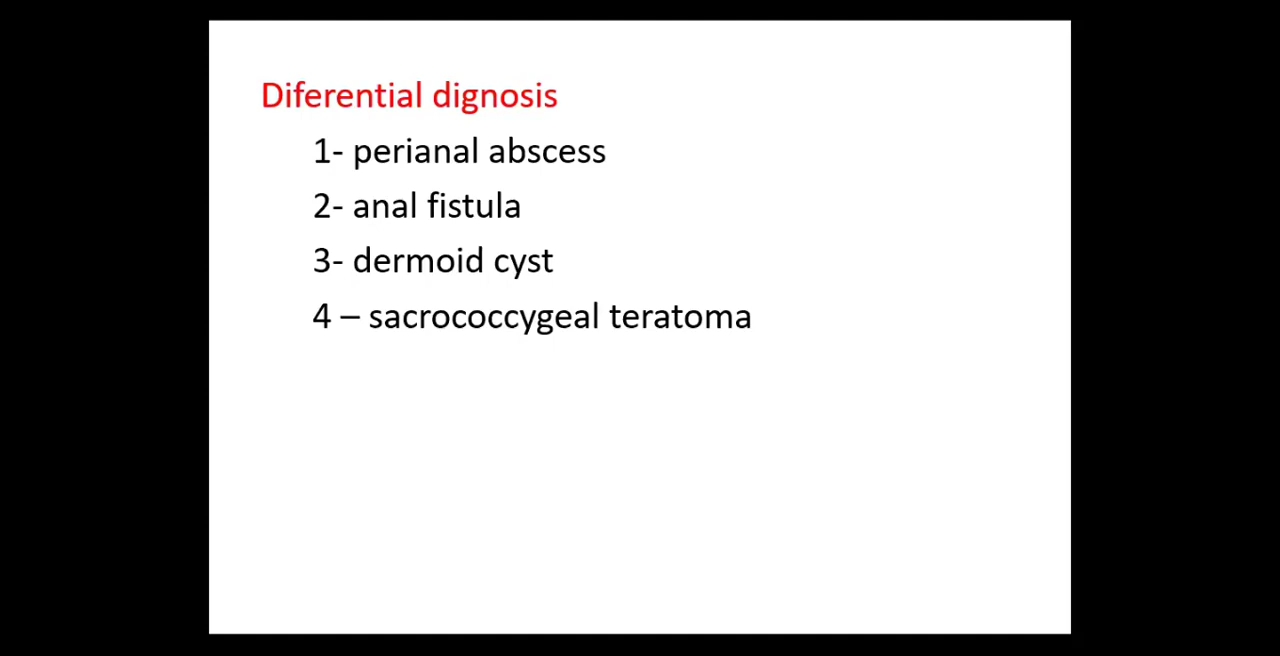 Diferential dignosis
1- perianal abscess
2- anal fistula
3- dermoid cyst
4 – sacrococcygeal teratoma